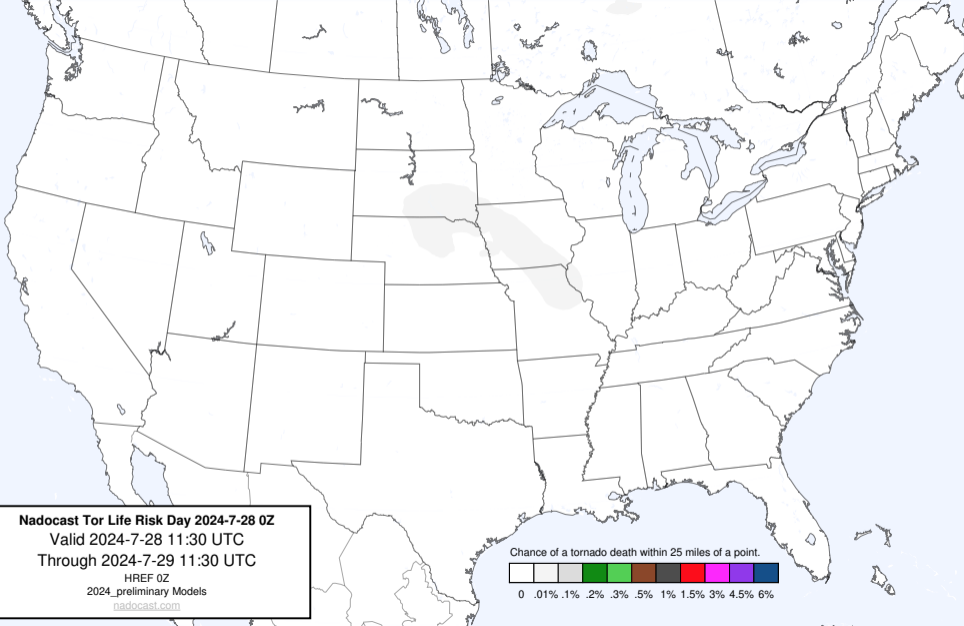 Nadocast Tor Life Risk Day 2024-7-28 0Z
Valid 2024-7-28 11:30 UTC
Through 2024-7-29 11:30 UTC
HREF 0Z
2024_preliminary Models
nadocast.com
Chance of a tornado death within 25 miles of a point.
0 .01% .1% .2% .3% .5% 1% 1.5% 3% 4.5% 6%